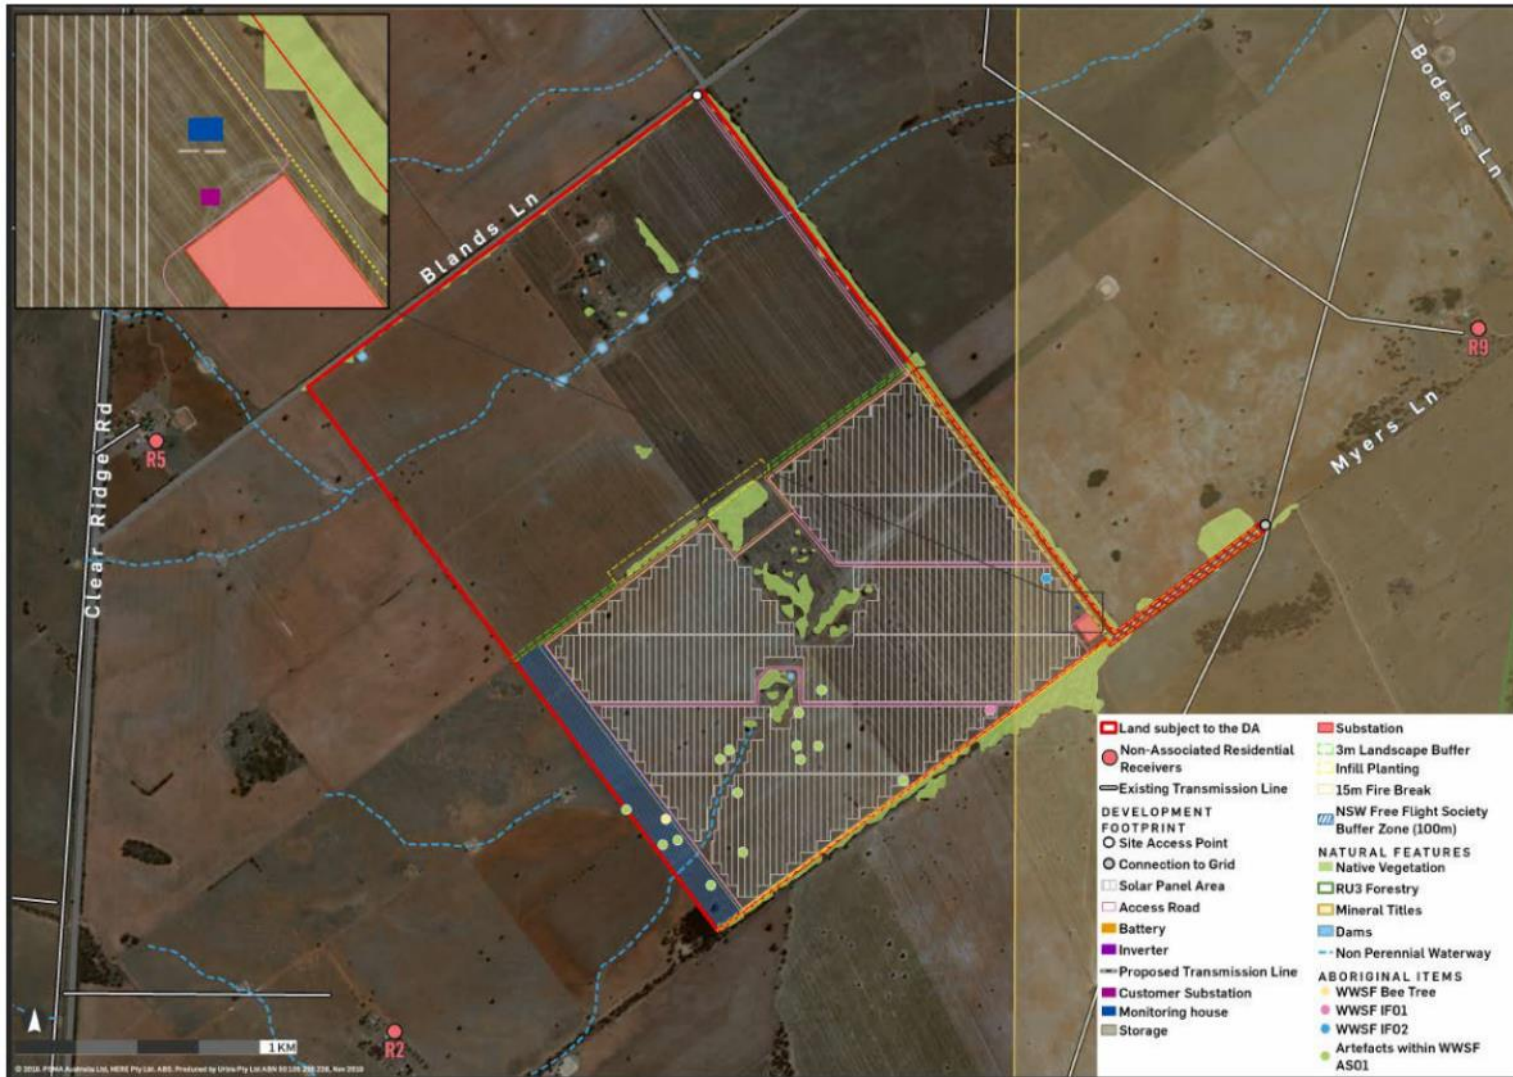 Blands Ln
Bodells Ln
R9
Myers Ln
Clear Ridge Rd
R5
R2
1 KM
Land subject to the DA
Non-Associated Residential
Receivers
Existing Transmission Line
DEVELOPMENT
FOOTPRINT
Site Access Point
Connection to Grid
Solar Panel Area
Access Road
Battery
Inverter
Proposed Transmission Line
Customer Substation
Monitoring house
Storage
Substation
3m Landscape Buffer
Infill Planting
15m Fire Break
NSW Free Flight Society
Buffer Zone (100m)
NATURAL FEATURES
Native Vegetation
RU3 Forestry
Mineral Titles
Dams
Non Perennial Waterway
ABORIGINAL ITEMS
WWSF Bee Tree
WWSF IF01
WWSF IF02
Artefacts within WWSF
AS01